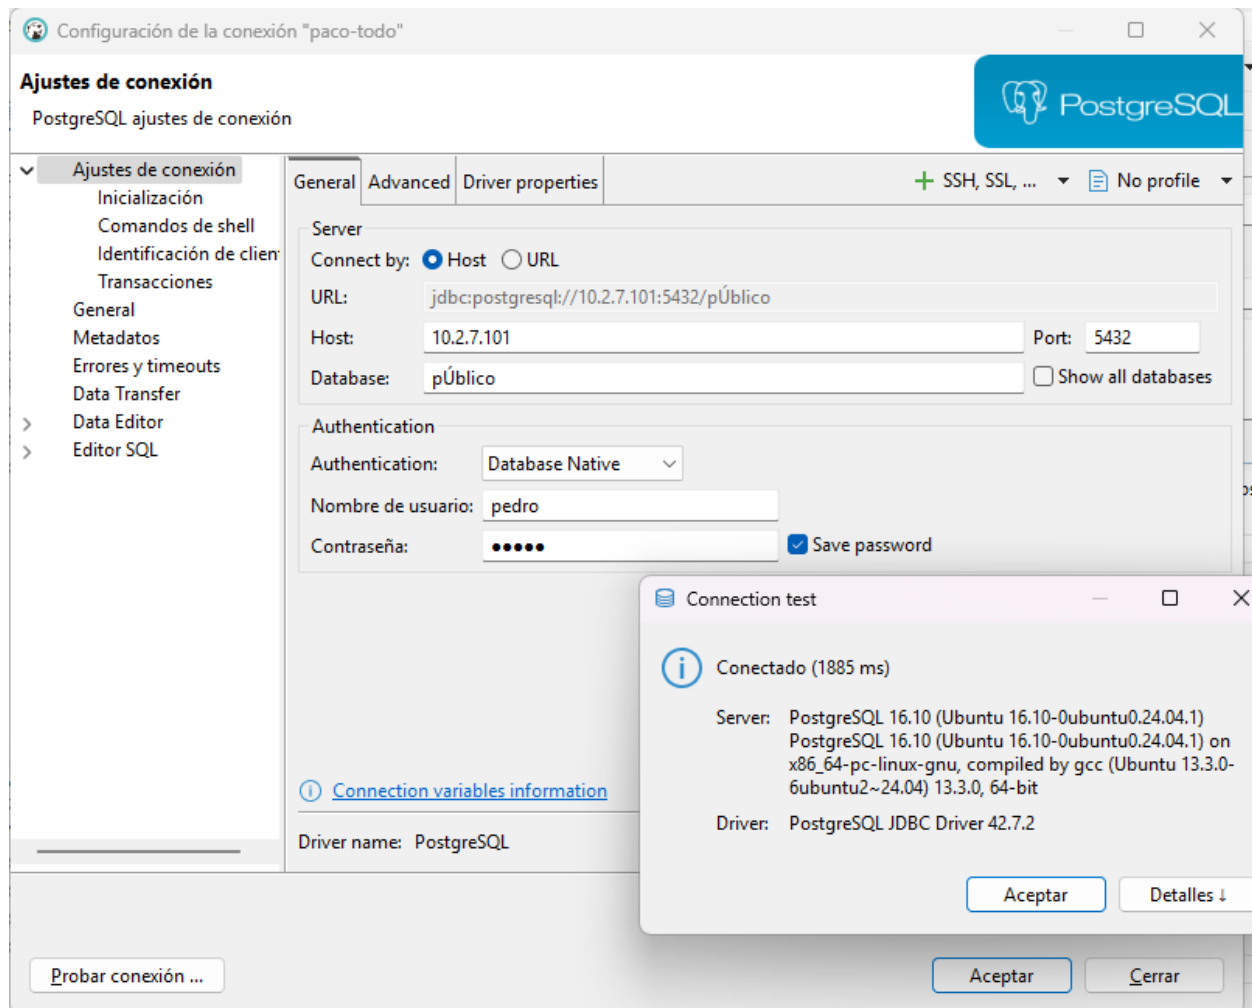 Configuración de la conexión "paco-todo"
Ajustes de conexión
PostgreSQL ajustes de conexión
PostgreSQL
Ajustes de conexión
Inicialización
Comandos de shell
Identificación de clien
Transacciones
General
Metadatos
Errores y timeouts
Data Transfer
Data Editor
Editor SQL
General Advanced Driver properties
SSH, SSL, ... No profile
Server
Connect by: Host URL
URL: jdbc:postgresql://10.2.7.101:5432/pÚblico
Host: 10.2.7.101 Port: 5432
Database: pÚblico Show all databases
Authentication
Authentication: Database Native
Nombre de usuario: pedro
Contraseña: ●●●●● Save password
Connection variables information
Driver name: PostgreSQL
Connection test
Conectado (1885 ms)
Server: PostgreSQL 16.10 (Ubuntu 16.10-0ubuntu0.24.04.1)
PostgreSQL 16.10 (Ubuntu 16.10-0ubuntu0.24.04.1) on
x86_64-pc-linux-gnu, compiled by gcc (Ubuntu 13.3.0-
6ubuntu2~24.04) 13.3.0, 64-bit
Driver: PostgreSQL JDBC Driver 42.7.2
Aceptar Detalles ↓
Probar conexión ... Aceptar Cerrar